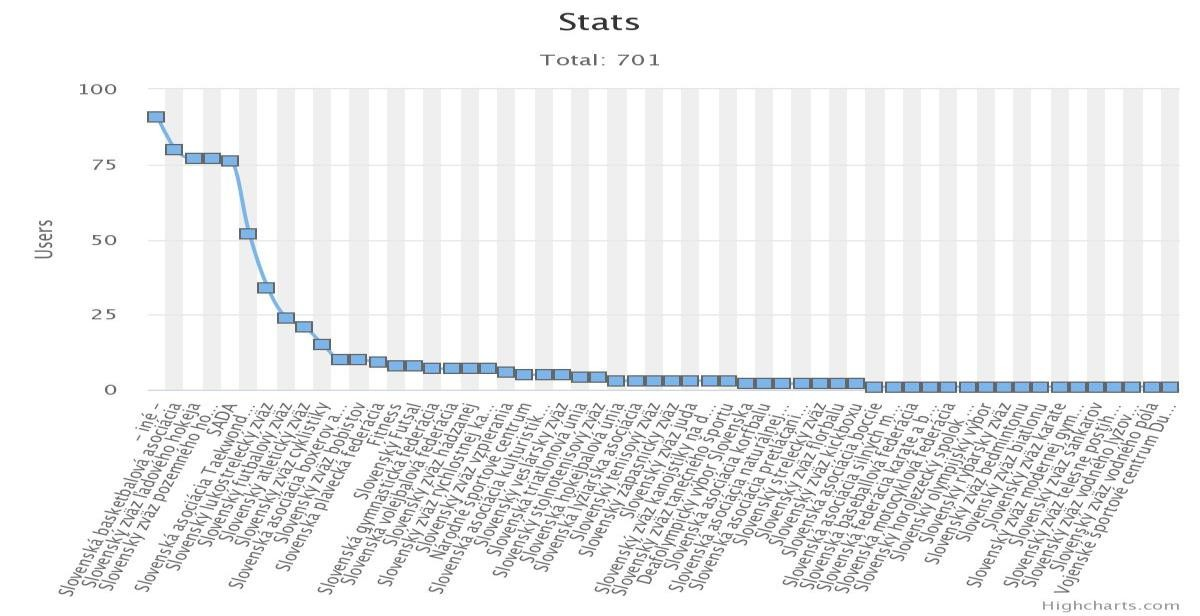 Stats
Total: 701
100
75
50
25
0
Users
– iné –
Slovenská basketbalová asociácia
Slovenský zväz ľadového hokeja
Slovenský zväz pozemného ho…
SADA
Slovenská asociácia Taekwond…
Slovenský lukostrelecký zväz
Slovenský futbalový zväz
Slovenský atletický zväz
Slovenský zväz cyklistiky
Slovenská asociácia boxerov a…
Slovenský zväz bobistov
Slovenská plavecká federácia
Fitness
Slovenský Futsal
Slovenská gymnastická federácia
Slovenská volejbalová federácia
Slovenský zväz hádzanej
Slovenský zväz rýchlostnej ka…
Slovenský zväz vzpierania
Národné športové centrum
Slovenská asociácia kulturistik…
Slovenský veslársky zväz
Slovenská triatlonová únia
Slovenský stolnotenisový zväz
Slovenská hokejbalová únia
Slovenská lyžiarska asociácia
Slovenský tenisový zväz
Slovenský zápasnícky zväz
Slovenský zväz juda
Slovenský zväz kanoistiky na d…
Slovenský zväz tanečného športu
Deaflympijský výbor Slovenska
Slovenská asociácia korfbalu
Slovenská asociácia naturálnej…
Slovenská asociácia pretláčani…
Slovenský strelecký zväz
Slovenský zväz florbalu
Slovenský zväz kickboxu
Slovenská asociácia boccie
Slovenská asociácia silných m…
Slovenská baseballová federácia
Slovenská federácia karate a b…
Slovenská motocyklová federácia
Slovenský horolezecký spolok…
Slovenský olympijský výbor
Slovenský rybársky zväz
Slovenský zväz bedmintonu
Slovenský zväz biatlonu
Slovenský zväz karate
Slovenský zväz modernej gym…
Slovenský zväz sánkarov
Slovenský zväz telesne postih…
Slovenský zväz vodného lyžov…
Slovenský zväz vodného póla
Vojenské športové centrum Du…
Highcharts.com